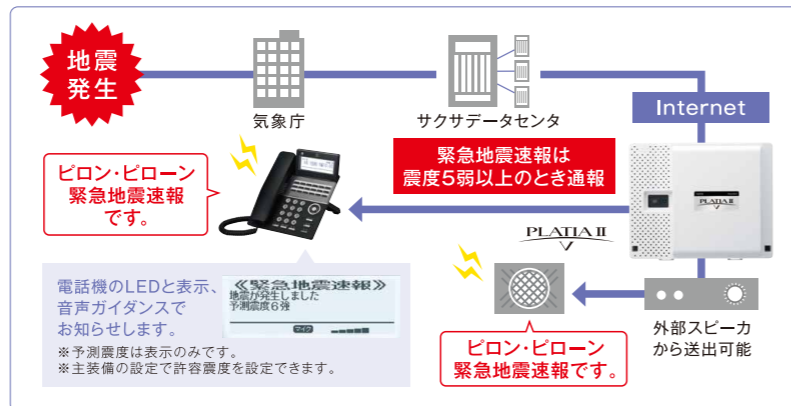 地震
発生
気象庁
サクサデータセンタ
Internet
緊急地震速報は
震度5弱以上のとき通報
ピロン・ピローン
緊急地震速報
です。
PLATIA II
PLATIA II
電話機のLEDと表示、
音声ガイダンスで
お知らせします。
※予測震度は表示のみです。
※主装備の設定で許容震度を設定できます。
≪緊急地震速報≫
地震が発生しました
予測震度6強
マイク
ピロン・ピローン
緊急地震速報です。
外部スピーカ
から送出可能